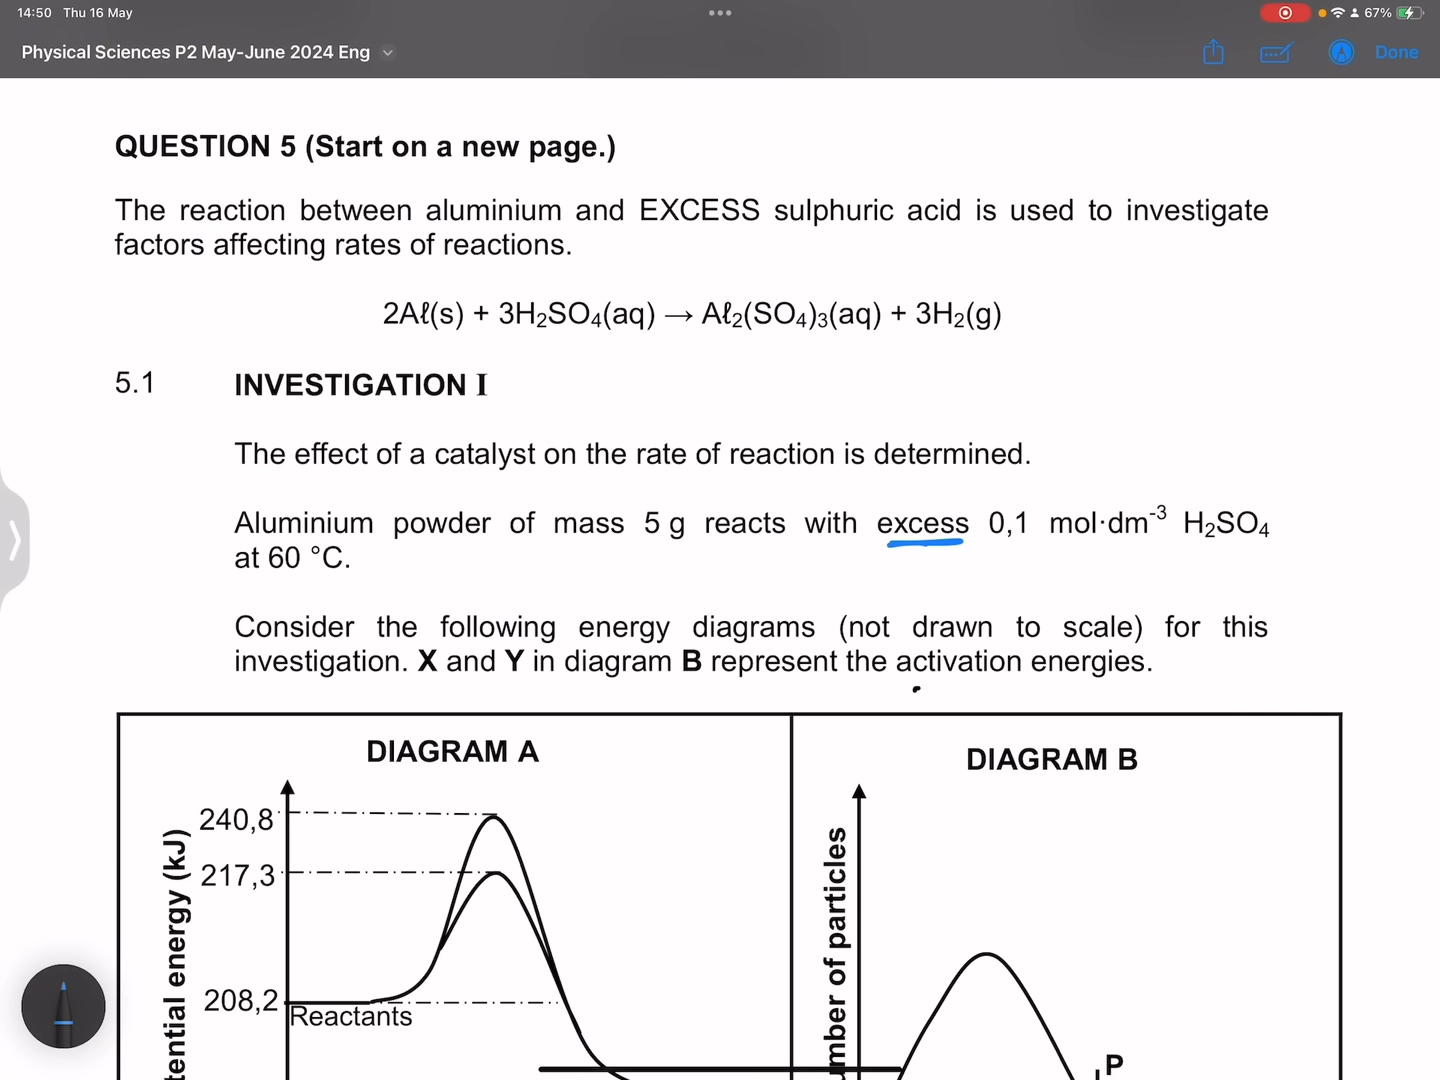 14:50 Thu 16 May
67%
Physical Sciences P2 May-June 2024 Eng
Done
QUESTION 5 (Start on a new page.)
The reaction between aluminium and EXCESS sulphuric acid is used to investigate
factors affecting rates of reactions.
2Aℓ(s) + 3H₂SO₄(aq) → Aℓ₂(SO₄)₃(aq) + 3H₂(g)
5.1 INVESTIGATION I
The effect of a catalyst on the rate of reaction is determined.
Aluminium powder of mass 5 g reacts with excess 0,1 mol·dm⁻³ H₂SO₄
at 60 °C.
Consider the following energy diagrams (not drawn to scale) for this
investigation. X and Y in diagram B represent the activation energies.
DIAGRAM A
240,8
217,3
208,2
Reactants
energy (kJ)
DIAGRAM B
of particles
P